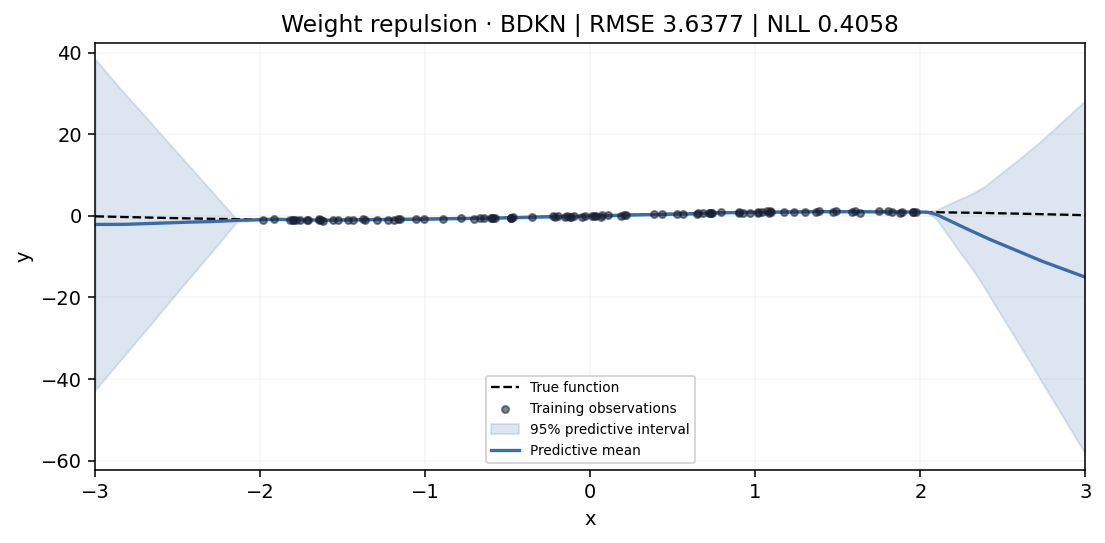 Weight repulsion · BDKN | RMSE 3.6377 | NLL 0.4058
40
20
0
−20
−40
−60
y
True function
Training observations
95% predictive interval
Predictive mean
−3 −2 −1 0 1 2 3
x